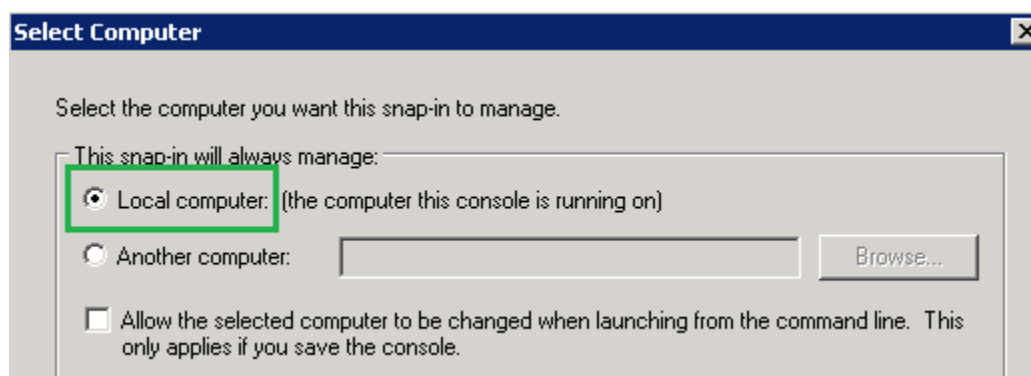 Select Computer
Select the computer you want this snap-in to manage.
This snap-in will always manage:
Local computer: (the computer this console is running on)
Another computer:
Browse...
Allow the selected computer to be changed when launching from the command line. This
only applies if you save the console.